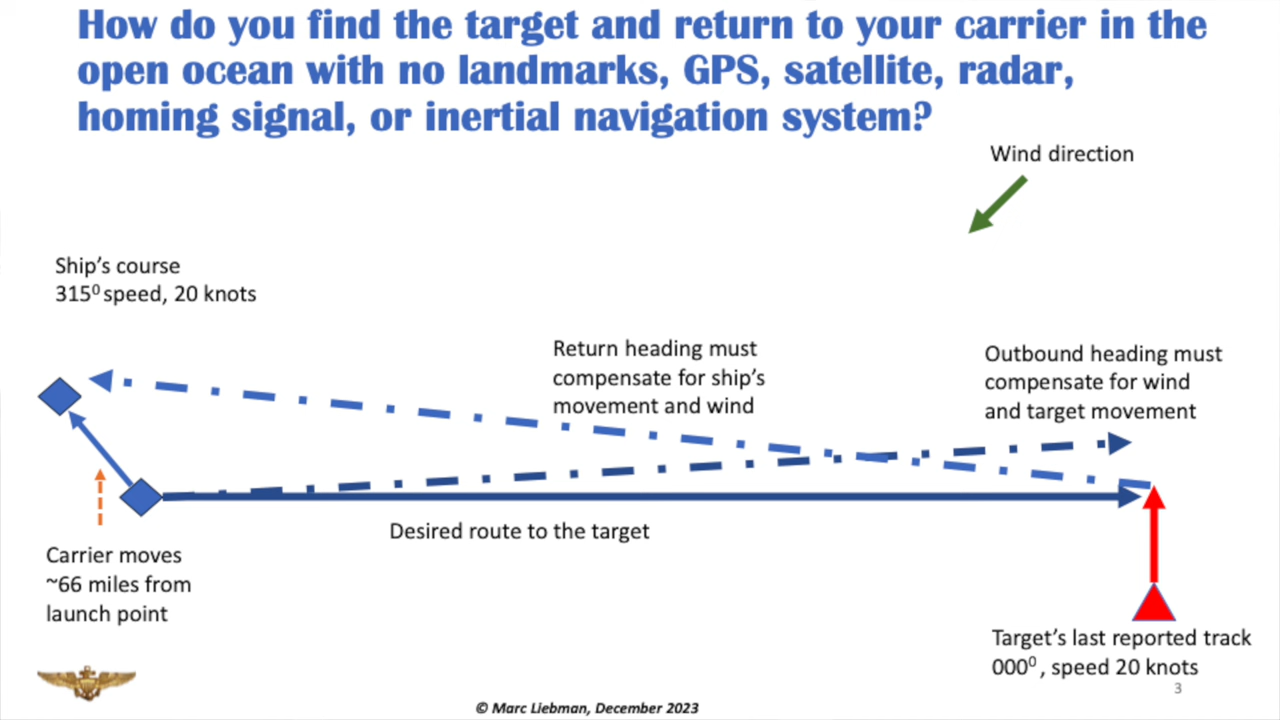 How do you find the target and return to your carrier in the
open ocean with no landmarks, GPS, satellite, radar,
homing signal, or inertial navigation system?
Wind direction
Ship's course
315⁰ speed, 20 knots
Return heading must
compensate for ship's
movement and wind
Outbound heading must
compensate for wind
and target movement
Desired route to the target
Carrier moves
~66 miles from
launch point
Target's last reported track
000⁰ , speed 20 knots
3
© Marc Liebman, December 2023